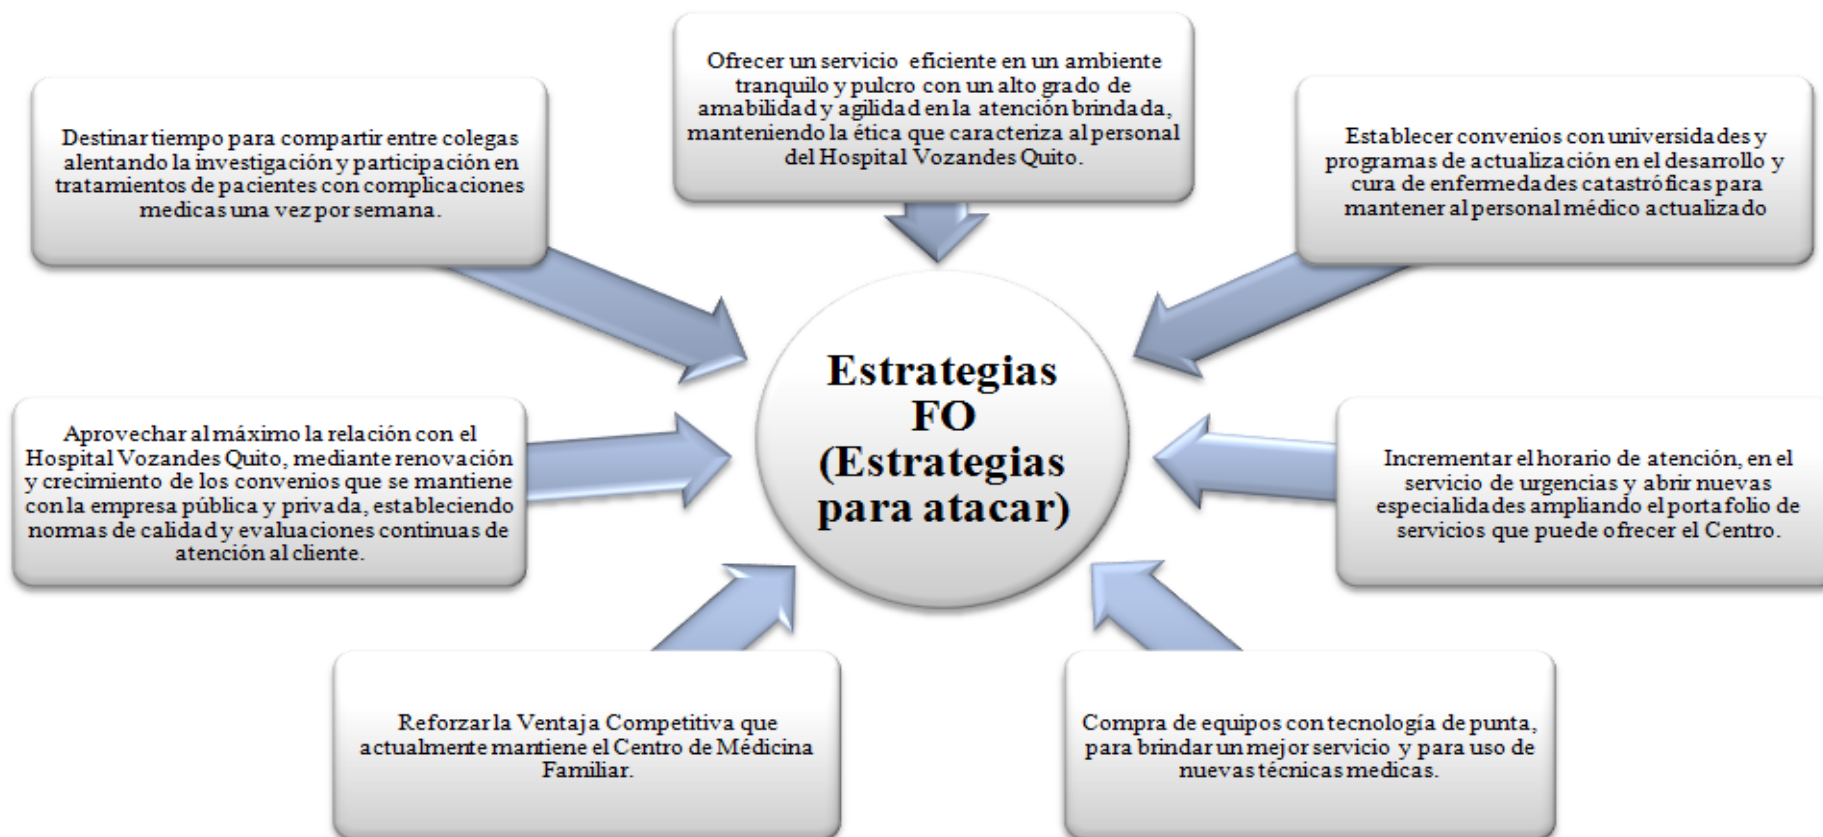 Ofrecer un servicio eficiente en un ambiente
tranquilo y pulcro con un alto grado de
amabilidad y agilidad en la atención brindada,
manteniendo la ética que caracteriza al personal
del Hospital Vozandes Quito.
Destinar tiempo para compartir entre colegas
alentando la investigación y participación en
tratamientos de pacientes con complicaciones
medicas una vez por semana.
Establecer convenios con universidades y
programas de actualización en el desarrollo y
cura de enfermedades catastróficas para
mantener al personal médico actualizado
Estrategias
FO
(Estrategias
para atacar)
Aprovechar al máximo la relación con el
Hospital Vozandes Quito, mediante renovación
y crecimiento de los convenios que se mantiene
con la empresa pública y privada, estableciendo
normas de calidad y evaluaciones continuas de
atención al cliente.
Incrementar el horario de atención, en el
servicio de urgencias y abrir nuevas
especialidades ampliando el portafolio de
servicios que puede ofrecer el Centro.
Reforzar la Ventaja Competitiva que
actualmente mantiene el Centro de Médicina
Familiar.
Compra de equipos con tecnología de punta,
para brindar un mejor servicio y para uso de
nuevas técnicas medicas.